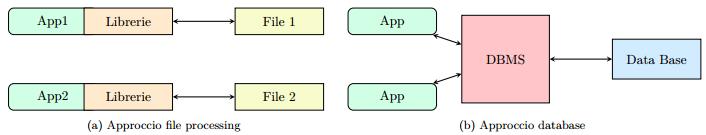 App1 Librerie File 1
App2 Librerie File 2
(a) Approccio file processing
App
DBMS Data Base
App
(b) Approccio database